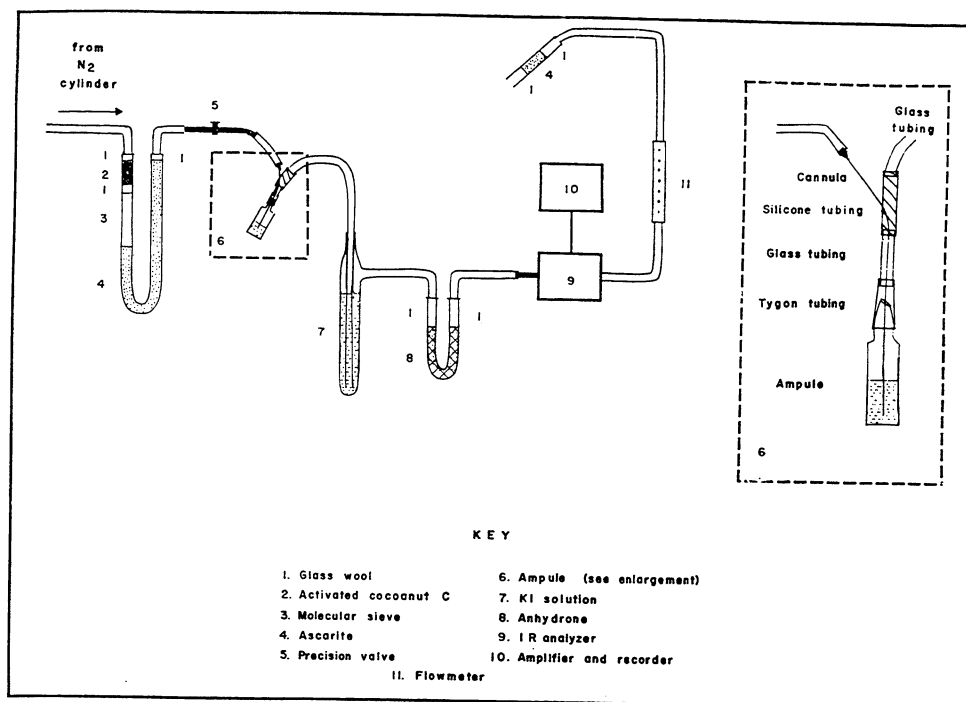 from
N2
cylinder
5
1
2
1
3
4
1
6
7
1
8
1
9
10
11
1
4
1
Glass
tubing
Cannula
Silicone tubing
Glass tubing
Tygon tubing
Ampule
6
KEY
1. Glass wool
2. Activated cocoanut C
3. Molecular sieve
4. Ascarite
5. Precision valve
6. Ampule (see enlargement)
7. KI solution
8. Anhydrone
9. IR analyzer
10. Amplifier and recorder
11. Flowmeter